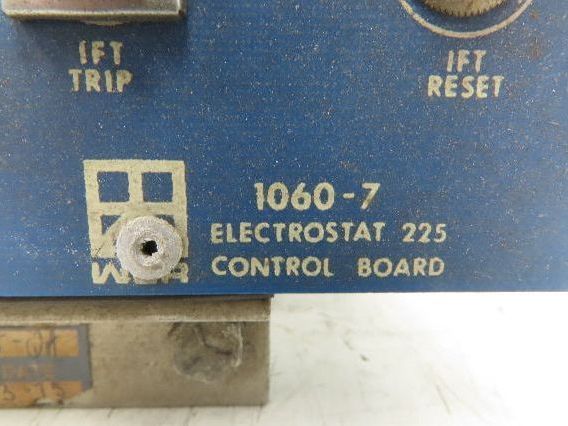 IFT
TRIP
IFT
RESET
1060-7
ELECTROSTAT 225
CONTROL BOARD